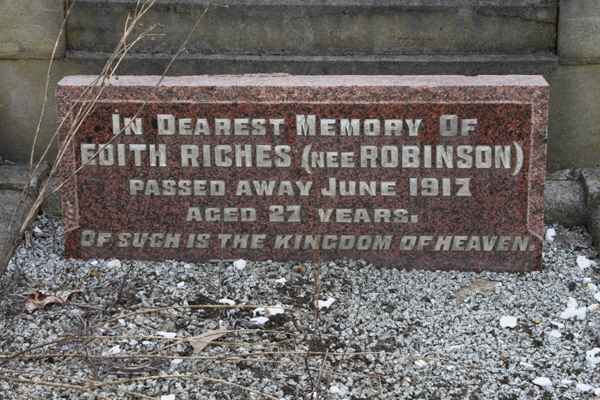 In Dearest Memory Of
EDITH RICHES (NEE ROBINSON)
PASSED AWAY JUNE 1917
AGED 27 YEARS.
OF SUCH IS THE KINGDOM OF HEAVEN.